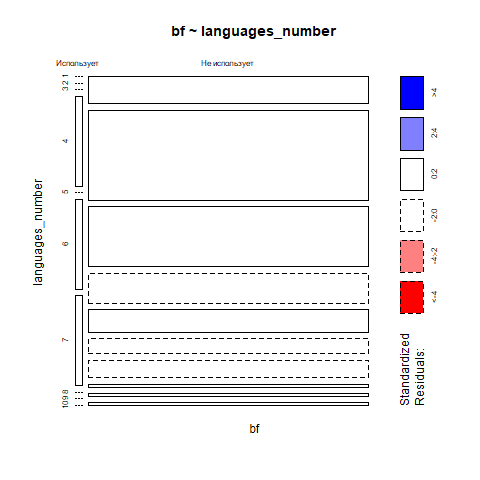 bf ~ languages_number
Использует
Не использует
1
2
3
4
5
6
7
8
9
10
languages_number
bf
>4
2:4
0:2
-2:0
-4:-2
<-4
Standardized
Residuals: